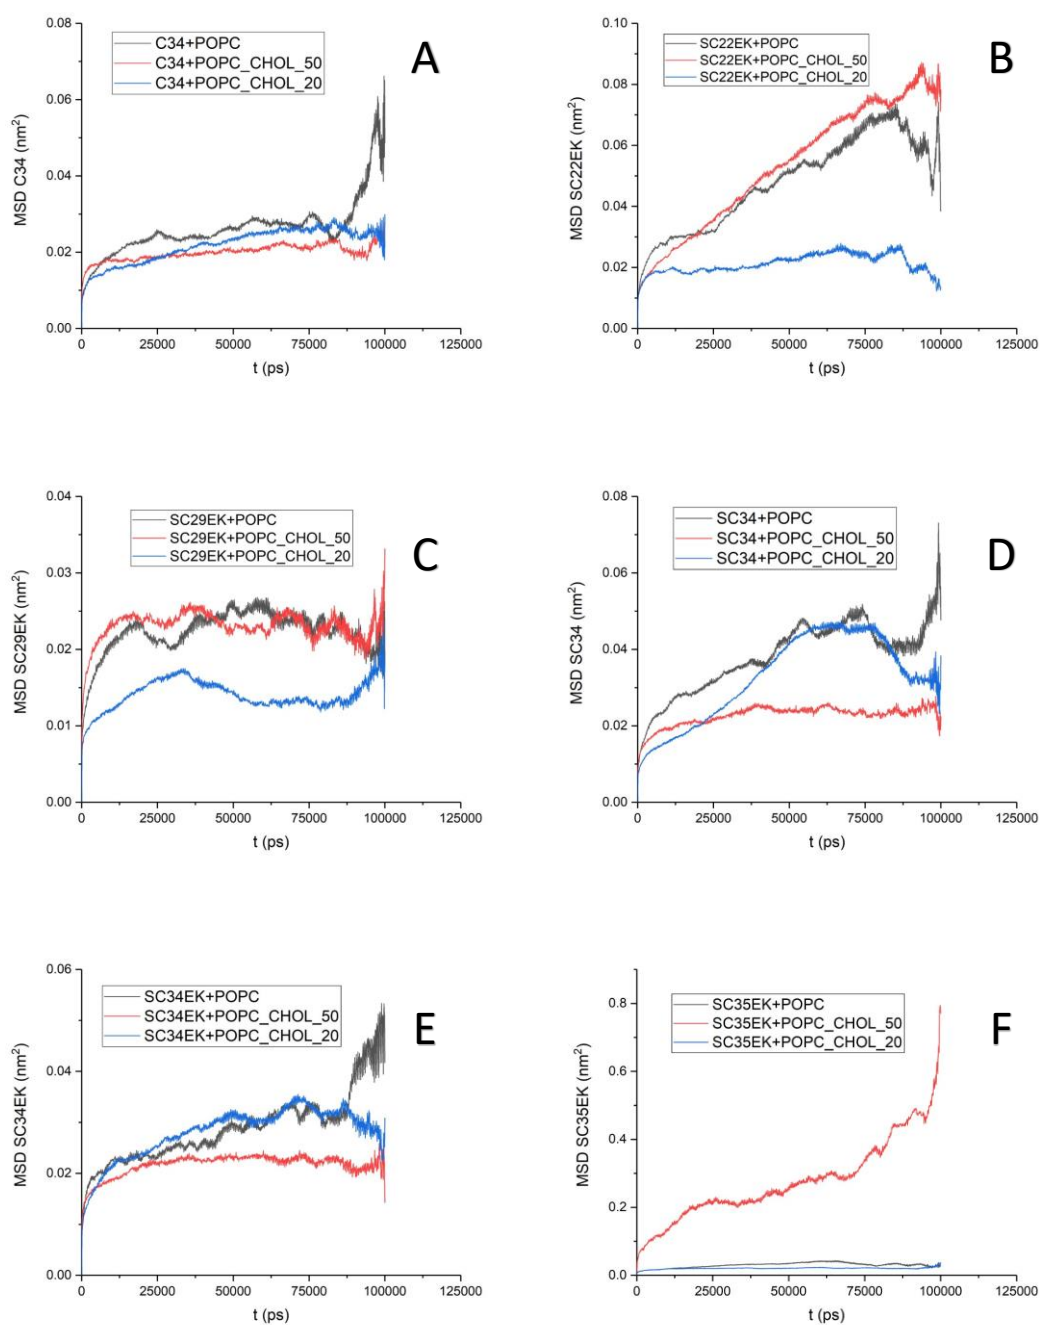 A
C34+POPC
C34+POPC_CHOL_50
C34+POPC_CHOL_20
MSD C34 (nm²)
0.08
0.06
0.04
0.02
0.00
0 25000 50000 75000 100000 125000
t (ps)
B
SC22EK+POPC
SC22EK+POPC_CHOL_50
SC22EK+POPC_CHOL_20
MSD SC22EK (nm²)
0.10
0.08
0.06
0.04
0.02
0.00
0 25000 50000 75000 100000 125000
t (ps)
C
SC29EK+POPC
SC29EK+POPC_CHOL_50
SC29EK+POPC_CHOL_20
MSD SC29EK (nm²)
0.04
0.03
0.02
0.01
0.00
0 25000 50000 75000 100000 125000
t (ps)
D
SC34+POPC
SC34+POPC_CHOL_50
SC34+POPC_CHOL_20
MSD SC34 (nm²)
0.08
0.06
0.04
0.02
0.00
0 25000 50000 75000 100000 125000
t (ps)
E
SC34EK+POPC
SC34EK+POPC_CHOL_50
SC34EK+POPC_CHOL_20
MSD SC34EK (nm²)
0.06
0.04
0.02
0.00
0 25000 50000 75000 100000 125000
t (ps)
F
SC35EK+POPC
SC35EK+POPC_CHOL_50
SC35EK+POPC_CHOL_20
MSD SC35EK (nm²)
0.8
0.6
0.4
0.2
0.0
0 25000 50000 75000 100000 125000
t (ps)